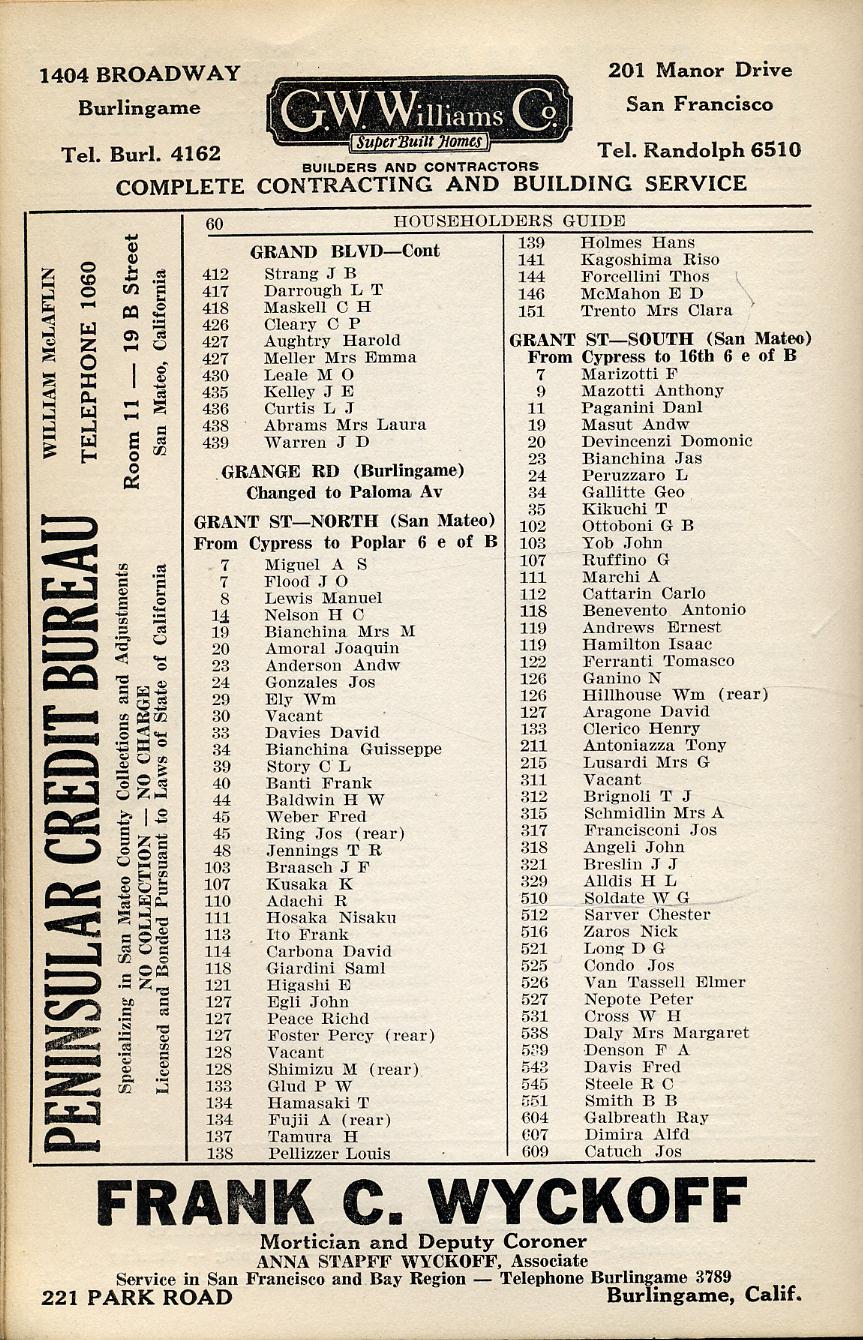 1404 BROADWAY
Burlingame
Tel. Burl. 4162
G.W. Williams Co.
Super Built Homes
BUILDERS AND CONTRACTORS
201 Manor Drive
San Francisco
Tel. Randolph 6510
COMPLETE CONTRACTING AND BUILDING SERVICE
PENINSULAR CREDIT BUREAU
WILLIAM McLAFLIN
TELEPHONE 1060
Room 11 — 19 B Street
San Mateo, California
Specializing in San Mateo County Collections and Adjustments
NO COLLECTION — NO CHARGE
Licensed and Bonded Pursuant to Laws of State of California
60 HOUSEHOLDERS GUIDE
GRAND BLVD—Cont
412 Strang J B
417 Darrough L T
418 Maskell C H
426 Cleary C P
427 Aughtry Harold
427 Meller Mrs Emma
430 Leale M O
435 Kelley J E
436 Curtis L J
438 Abrams Mrs Laura
439 Warren J D
GRANGE RD (Burlingame)
Changed to Paloma Av
GRANT ST—NORTH (San Mateo)
From Cypress to Poplar 6 e of B
7 Miguel A S
7 Flood J O
8 Lewis Manuel
14 Nelson H C
19 Bianchina Mrs M
20 Amoral Joaquin
23 Anderson Andw
24 Gonzales Jos
29 Ely Wm
30 Vacant
33 Davies David
34 Bianchina Guisseppe
39 Story C L
40 Banti Frank
44 Baldwin H W
45 Weber Fred
45 Ring Jos (rear)
48 Jennings T R
103 Braasch J F
107 Kusaka K
110 Adachi R
111 Hosaka Nisaku
113 Ito Frank
114 Carbona David
118 Giardini Saml
121 Higashi E
127 Egli John
127 Peace Richd
127 Foster Percy (rear)
128 Vacant
128 Shimizu M (rear)
133 Glud P W
134 Hamasaki T
134 Fujii A (rear)
137 Tamura H
138 Pellizzer Louis
139 Holmes Hans
141 Kagoshima Riso
144 Forcellini Thos
146 McMahon E D
151 Trento Mrs Clara
GRANT ST—SOUTH (San Mateo)
From Cypress to 16th 6 e of B
7 Marizotti F
9 Mazotti Anthony
11 Paganini Danl
19 Masut Andw
20 Devincenzi Domonic
23 Bianchina Jas
24 Peruzzaro L
34 Gallitte Geo
35 Kikuchi T
102 Ottoboni G B
103 Yob John
107 Ruffino G
111 Marchi A
112 Cattarin Carlo
118 Benevento Antonio
119 Andrews Ernest
119 Hamilton Isaac
122 Ferranti Tomasco
126 Ganino N
126 Hillhouse Wm (rear)
127 Aragone David
133 Clerico Henry
211 Antoniazza Tony
215 Lusardi Mrs G
311 Vacant
312 Brignoli T J
315 Schmidlin Mrs A
317 Francisconi Jos
318 Angeli John
321 Breslin J J
329 Alldis H L
510 Soldate W G
512 Sarver Chester
516 Zaros Nick
521 Long D G
525 Condo Jos
526 Van Tassell Elmer
527 Nepote Peter
531 Cross W H
538 Daly Mrs Margaret
539 Denson F A
543 Davis Fred
545 Steele R C
551 Smith B B
604 Galbreath Ray
607 Dimira Alfd
609 Catuch Jos
FRANK C. WYCKOFF
Mortician and Deputy Coroner
ANNA STAPFF WYCKOFF, Associate
Service in San Francisco and Bay Region — Telephone Burlingame 3789
221 PARK ROAD Burlingame, Calif.